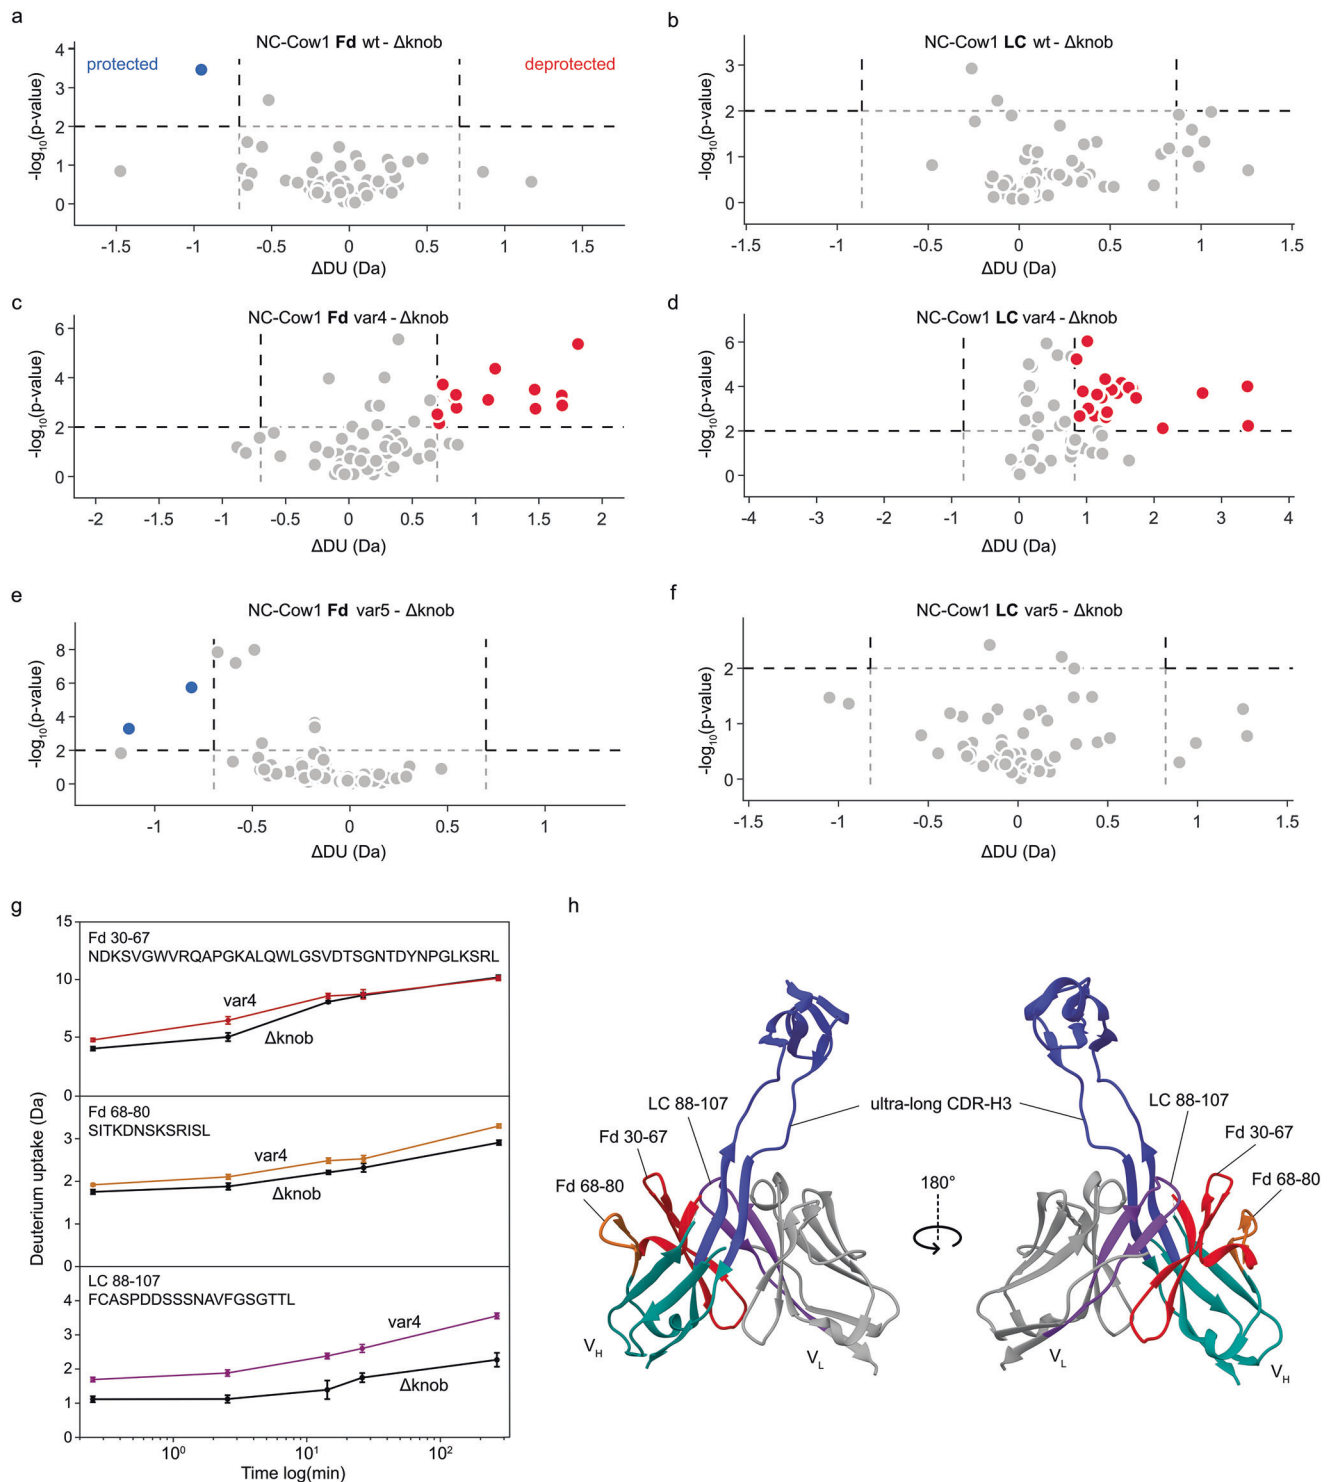 a
NC-Cow1 Fd wt - Δknob
protected
deprotected
4
3
2
1
0
-log10(p-value)
-1.5 -1 -0.5 0 0.5 1 1.5
ΔDU (Da)
b
NC-Cow1 LC wt - Δknob
3
2
1
0
-log10(p-value)
-1.5 -1 -0.5 0 0.5 1 1.5
ΔDU (Da)
c
NC-Cow1 Fd var4 - Δknob
6
4
2
0
-log10(p-value)
-2 -1.5 -1 -0.5 0 0.5 1 1.5 2
ΔDU (Da)
d
NC-Cow1 LC var4 - Δknob
6
4
2
0
-log10(p-value)
-4 -3 -2 -1 0 1 2 3 4
ΔDU (Da)
e
NC-Cow1 Fd var5 - Δknob
8
6
4
2
0
-log10(p-value)
-1 -0.5 0 0.5 1
ΔDU (Da)
f
NC-Cow1 LC var5 - Δknob
2
1
0
-log10(p-value)
-1.5 -1 -0.5 0 0.5 1 1.5
ΔDU (Da)
g
15
Fd 30-67
NDKSVGWVRQAPGKALQWLGSVDTSGNTDYNPGLKSRL
10
var4
Δknob
5
0
Fd 68-80
SITKDNSKSRISL
3
var4
2
Δknob
1
0
LC 88-107
FCASPDDSSSNAVFGSGTTL
4
var4
3
2
Δknob
1
0
Deuterium uptake (Da)
10⁰ 10¹ 10²
Time log(min)
h
LC 88-107
ultra-long CDR-H3
LC 88-107
Fd 30-67
Fd 30-67
Fd 68-80
180°
Fd 68-80
VH
VL
VL
VH